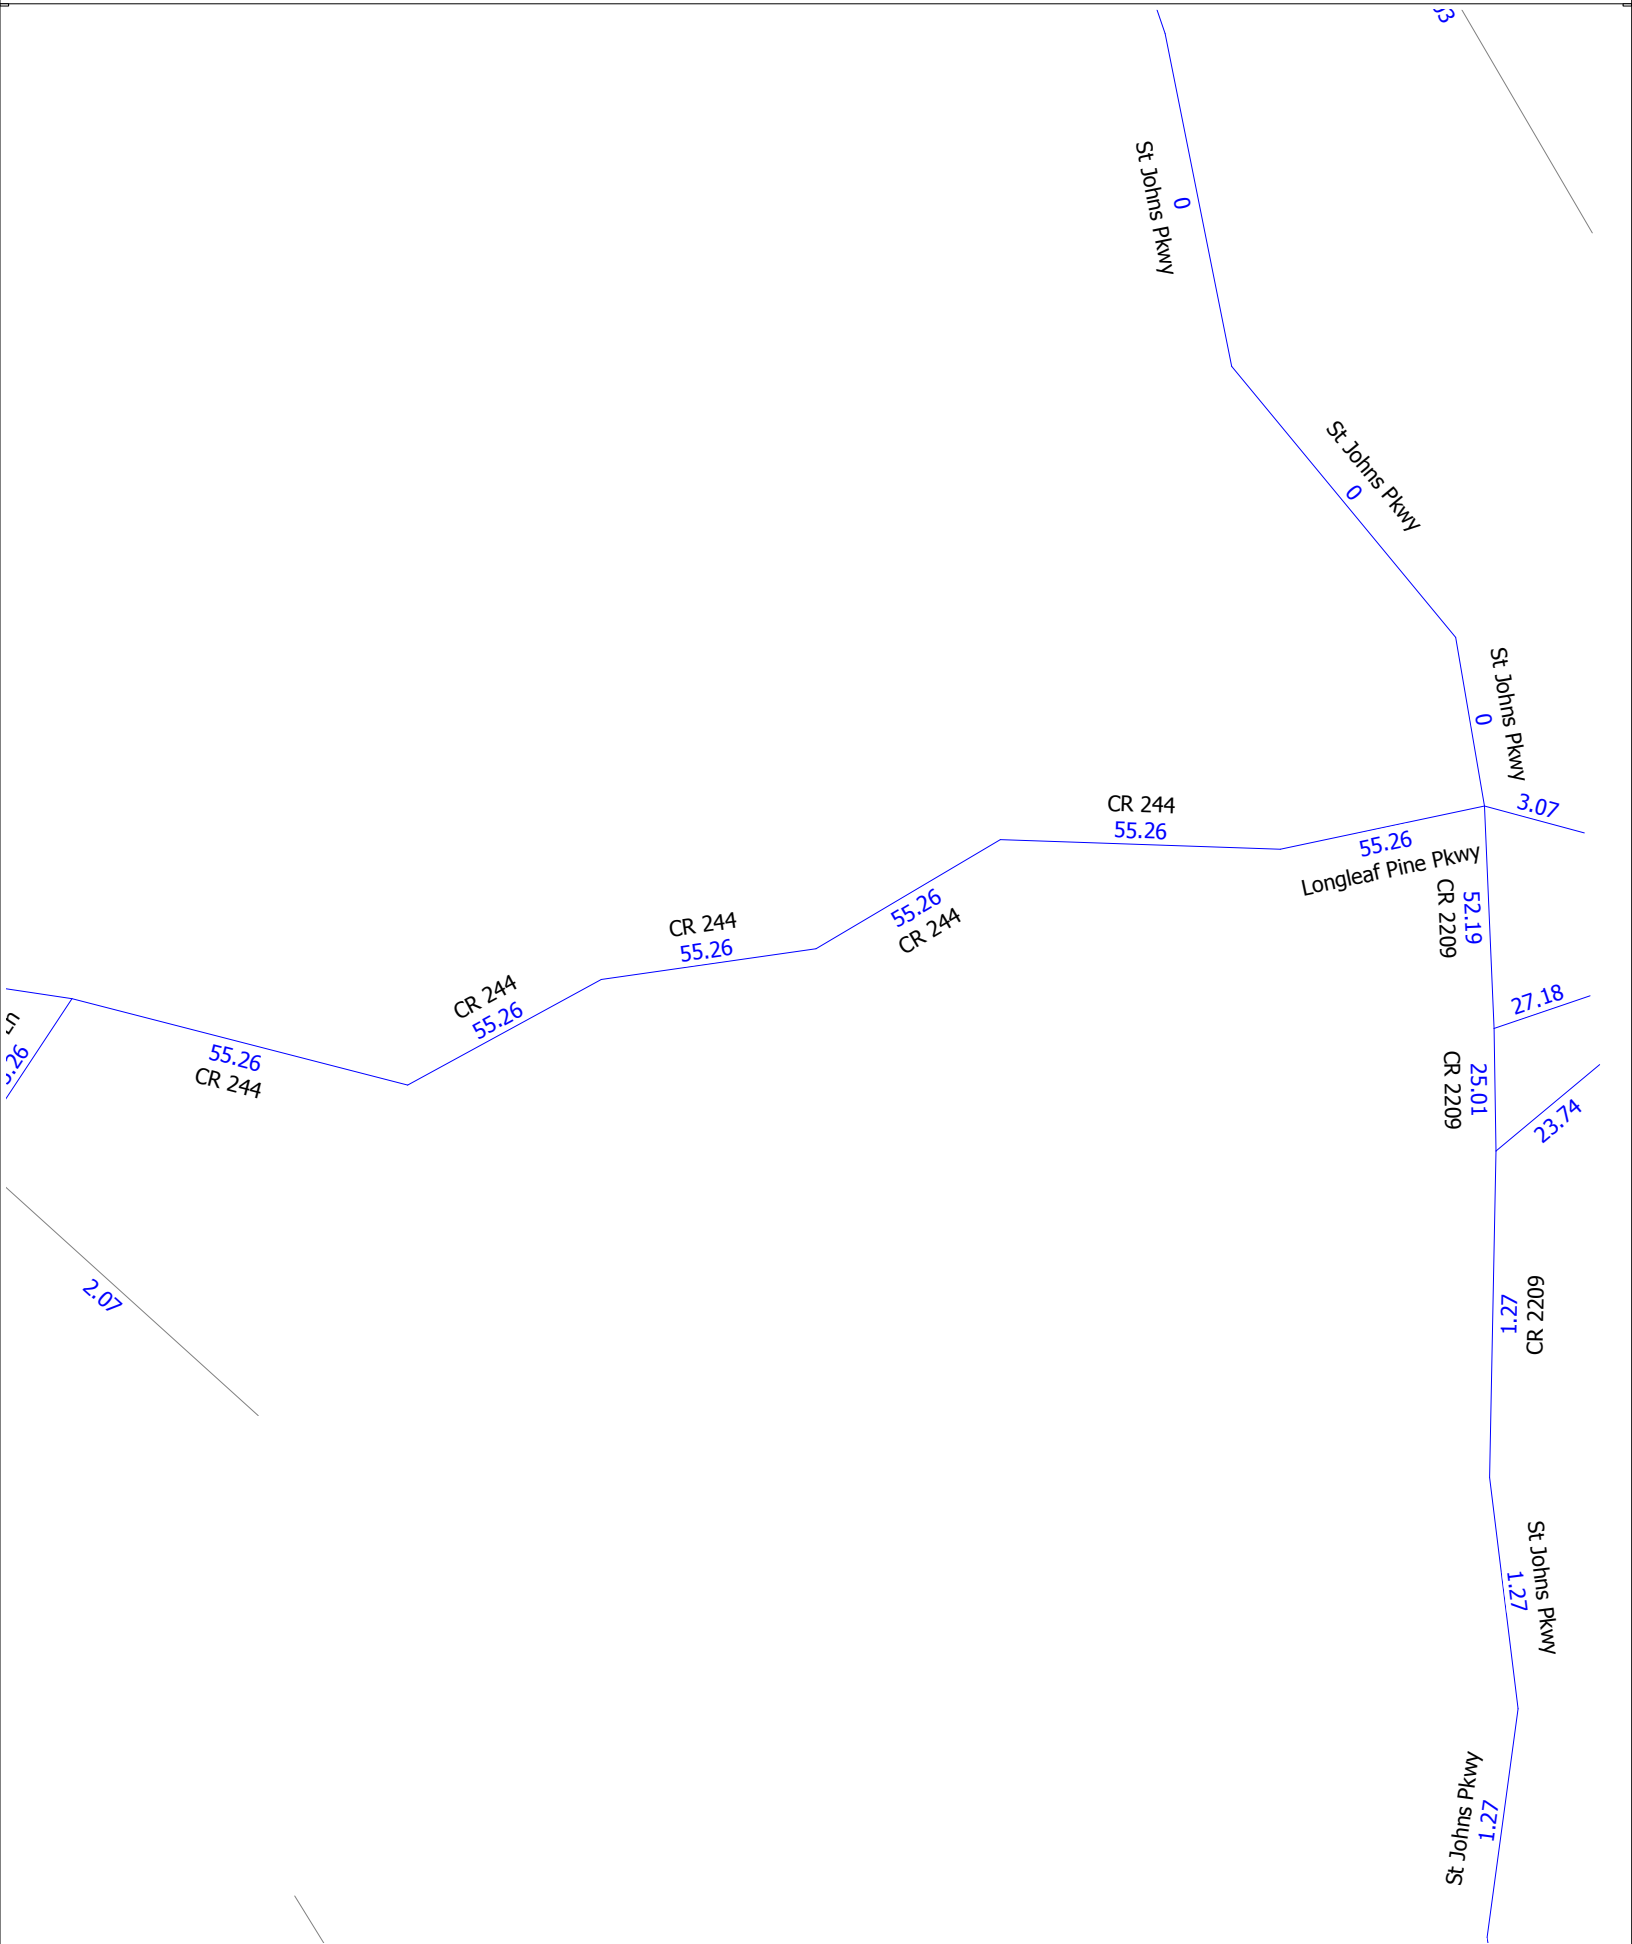 St Johns Pkwy
0
St Johns Pkwy
0
St Johns Pkwy
0
3.07
CR 244
55.26
55.26
Longleaf Pine Pkwy
52.19
CR 2209
55.26
CR 244
CR 244
55.26
CR 244
55.26
27.18
55.26
CR 244
25.01
CR 2209
23.74
2.07
1.27
CR 2209
St Johns Pkwy
1.27
St Johns Pkwy
1.27